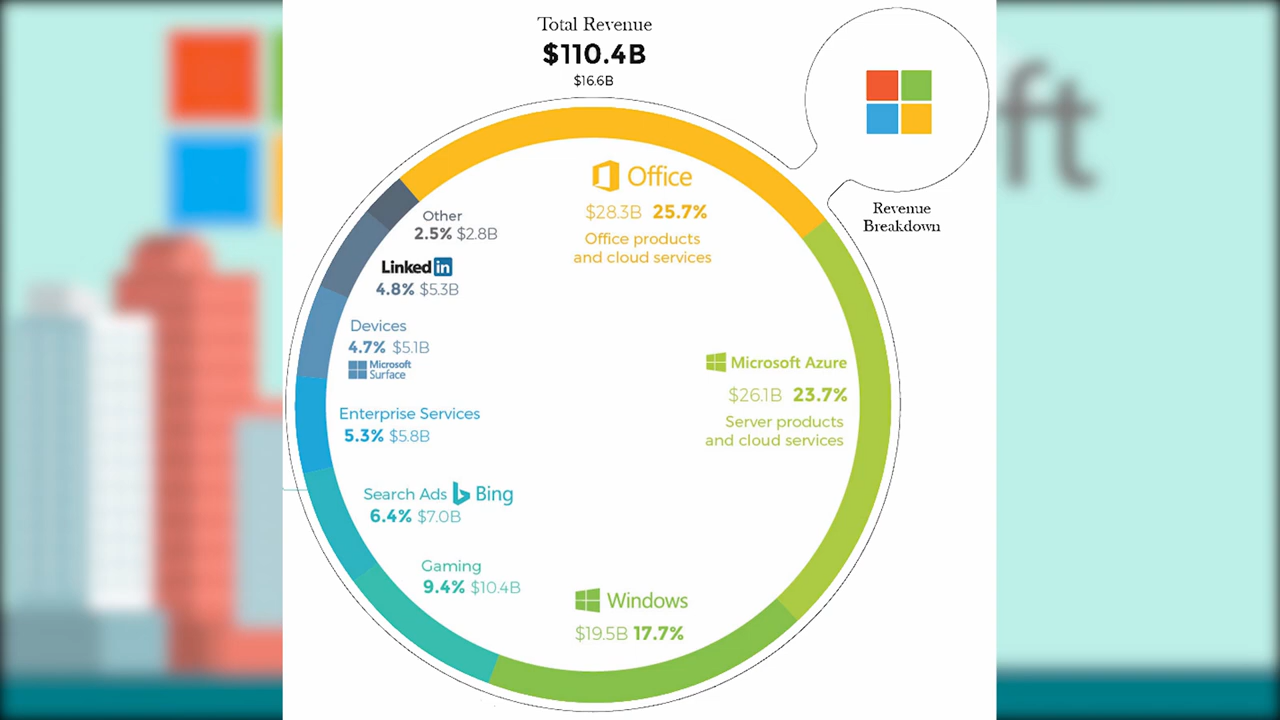 Total Revenue
$110.4B
$16.6B
Revenue
Breakdown
Office
$28.3B 25.7%
Office products
and cloud services
Microsoft Azure
$26.1B 23.7%
Server products
and cloud services
Windows
$19.5B 17.7%
Gaming
9.4% $10.4B
Search Ads Bing
6.4% $7.0B
Enterprise Services
5.3% $5.8B
Devices
4.7% $5.1B
Microsoft
Surface
Linked in
4.8% $5.3B
Other
2.5% $2.8B
ft